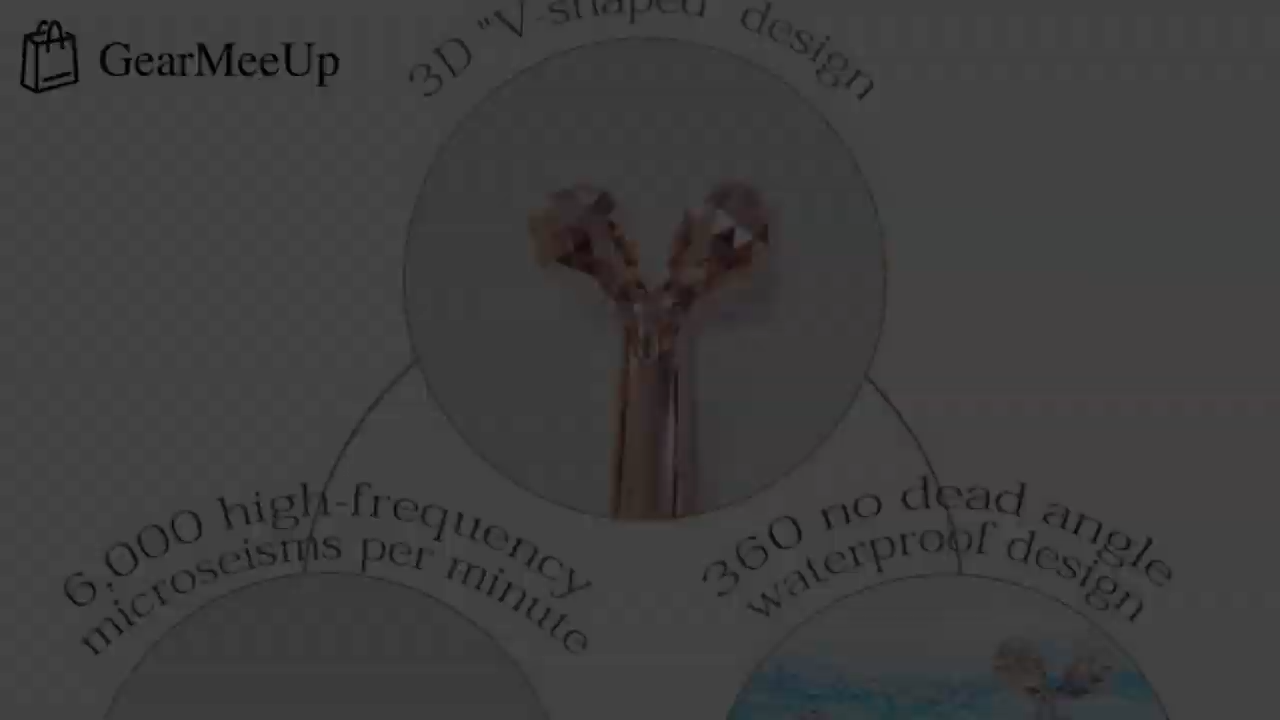 GearMeeUp
3D "V-shaped" design
6,000 high-frequency
microseisms per minute
360 no dead angle
waterproof design